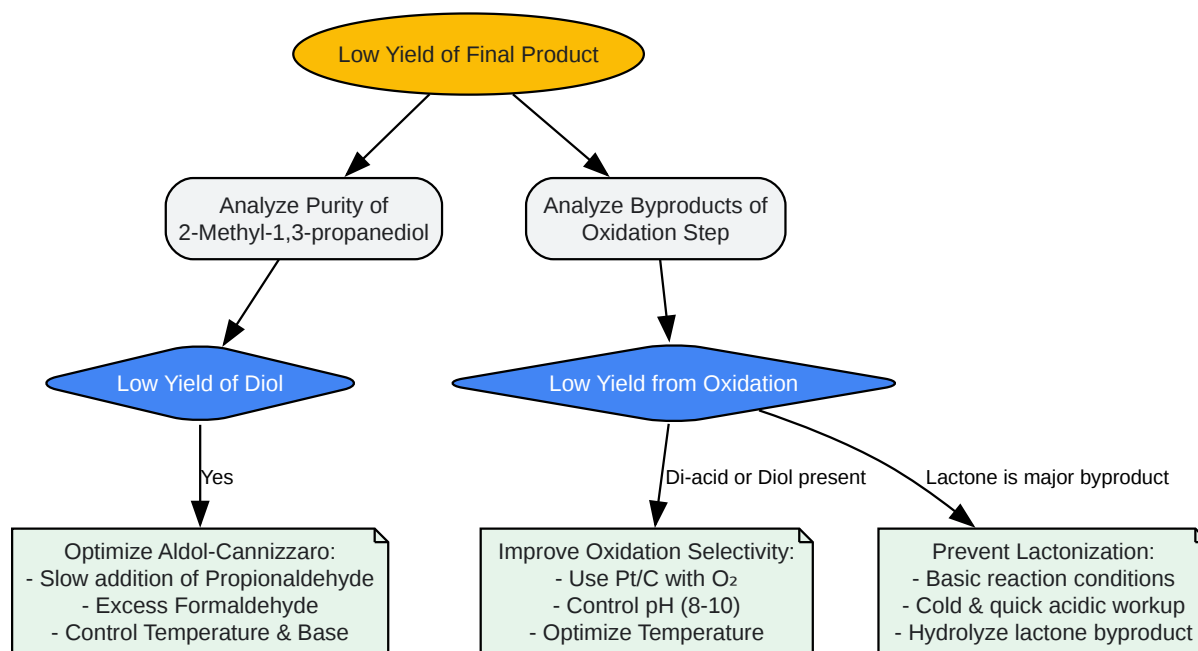 Low Yield of Final Product
Analyze Purity of
2-Methyl-1,3-propanediol
Analyze Byproducts of
Oxidation Step
Low Yield of Diol
Low Yield from Oxidation
Yes
Di-acid or Diol present
Lactone is major byproduct
Optimize Aldol-Cannizzaro:
- Slow addition of Propionaldehyde
- Excess Formaldehyde
- Control Temperature & Base
Improve Oxidation Selectivity:
- Use Pt/C with O₂
- Control pH (8-10)
- Optimize Temperature
Prevent Lactonization:
- Basic reaction conditions
- Cold & quick acidic workup
- Hydrolyze lactone byproduct